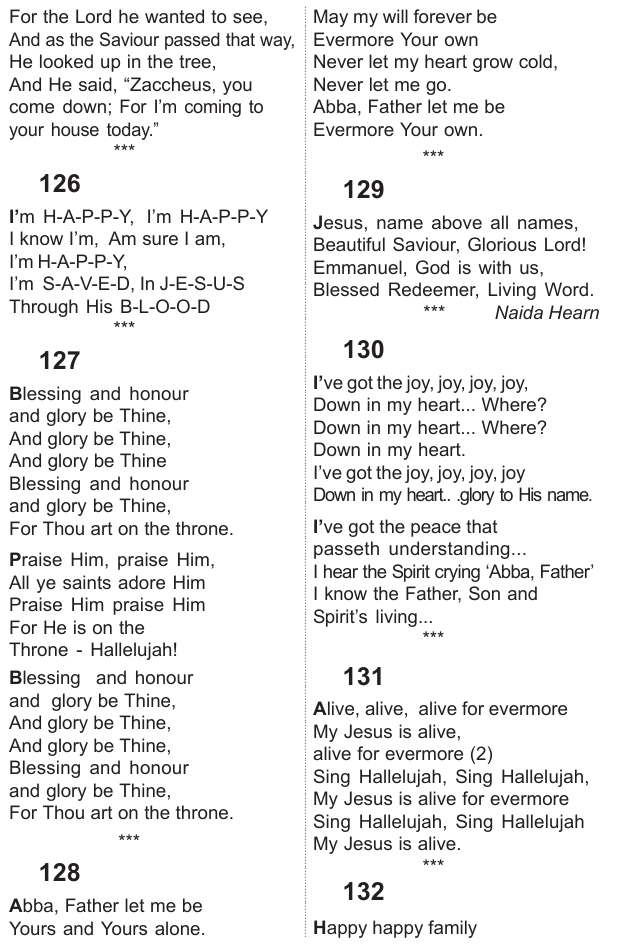 For the Lord he wanted to see,
And as the Saviour passed that way,
He looked up in the tree,
And He said, “Zaccheus, you
come down; For I’m coming to
your house today.”
***
126
I’m H-A-P-P-Y, I’m H-A-P-P-Y
I know I’m, Am sure I am,
I’m H-A-P-P-Y,
I’m S-A-V-E-D, In J-E-S-U-S
Through His B-L-O-O-D
***
127
Blessing and honour
and glory be Thine,
And glory be Thine,
And glory be Thine
Blessing and honour
and glory be Thine,
For Thou art on the throne.
Praise Him, praise Him,
All ye saints adore Him
Praise Him praise Him
For He is on the
Throne - Hallelujah!
Blessing and honour
and glory be Thine,
And glory be Thine,
And glory be Thine,
Blessing and honour
and glory be Thine,
For Thou art on the throne.
***
128
Abba, Father let me be
Yours and Yours alone.
May my will forever be
Evermore Your own
Never let my heart grow cold,
Never let me go.
Abba, Father let me be
Evermore Your own.
***
129
Jesus, name above all names,
Beautiful Saviour, Glorious Lord!
Emmanuel, God is with us,
Blessed Redeemer, Living Word.
*** Naida Hearn
130
I’ve got the joy, joy, joy, joy,
Down in my heart... Where?
Down in my heart... Where?
Down in my heart.
I’ve got the joy, joy, joy, joy
Down in my heart.. .glory to His name.
I’ve got the peace that
passeth understanding...
I hear the Spirit crying ‘Abba, Father’
I know the Father, Son and
Spirit’s living...
***
131
Alive, alive, alive for evermore
My Jesus is alive,
alive for evermore (2)
Sing Hallelujah, Sing Hallelujah,
My Jesus is alive for evermore
Sing Hallelujah, Sing Hallelujah
My Jesus is alive.
***
132
Happy happy family